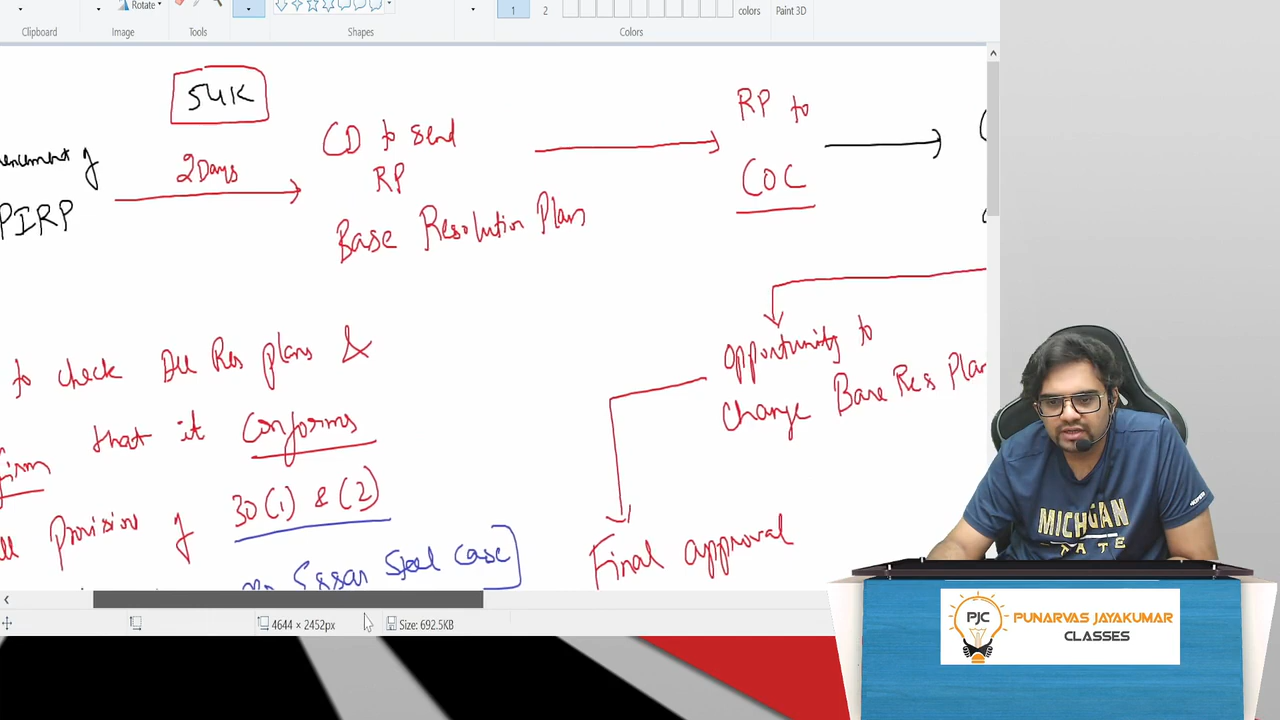 Rotate
1
2
colors
Paint 3D
Clipboard
Image
Tools
Shapes
Colors
54K
of
PIRP
2 Days
CD to send
RP
Base Resolution Plans
RP to
COC
to check All Res plans &
that it Conforms
Provision of 30(1) & (2)
Essar Steel Case
Opportunity to
Change Base Res Plan
Final approval
4644 × 2452px
Size: 692.5KB
MICHIGAN
STATE
PJC
PUNARVAS JAYAKUMAR
CLASSES